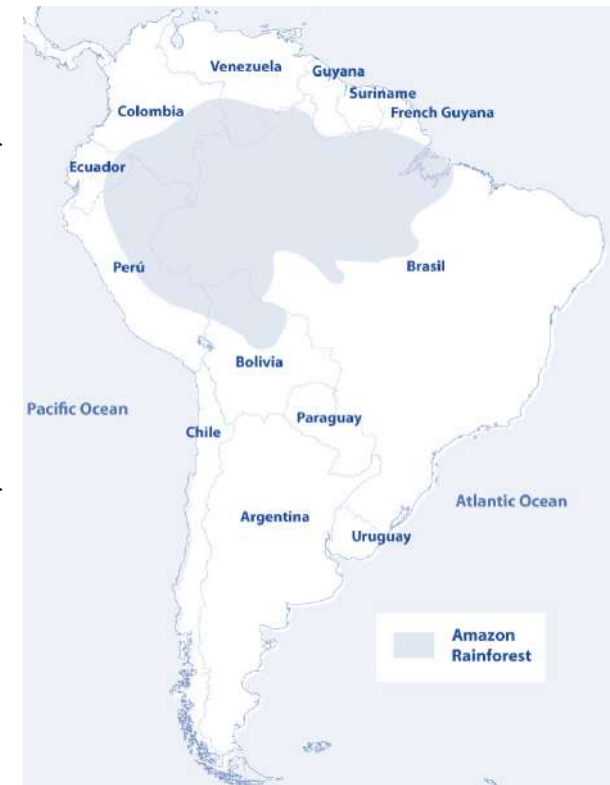 Venezuela
Guyana
Suriname
French Guyana
Colombia
Ecuador
Perú
Brasil
Bolivia
Pacific Ocean
Chile
Paraguay
Atlantic Ocean
Argentina
Uruguay
Amazon
Rainforest